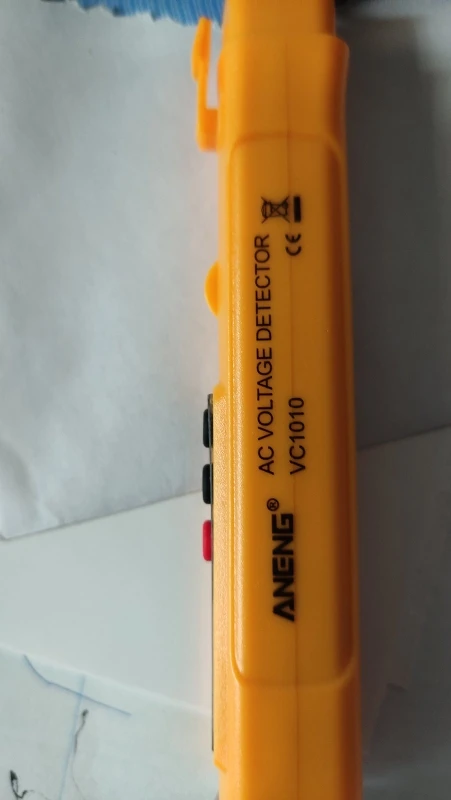 ANENG®
AC VOLTAGE DETECTOR
VC1010
CE